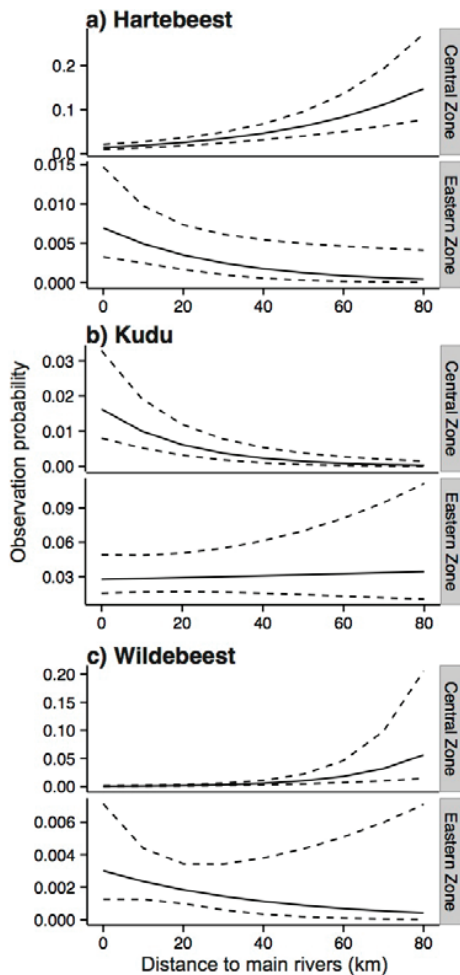 a) Hartebeest
0.2
0.1
0.0
Central Zone
0.015
0.010
0.005
0.000
Eastern Zone
0 20 40 60 80
b) Kudu
0.03
0.02
0.01
0.00
Central Zone
0.09
0.06
0.03
Eastern Zone
0 20 40 60 80
c) Wildebeest
0.20
0.15
0.10
0.05
0.00
Central Zone
0.006
0.004
0.002
0.000
Eastern Zone
0 20 40 60 80
Observation probability
Distance to main rivers (km)